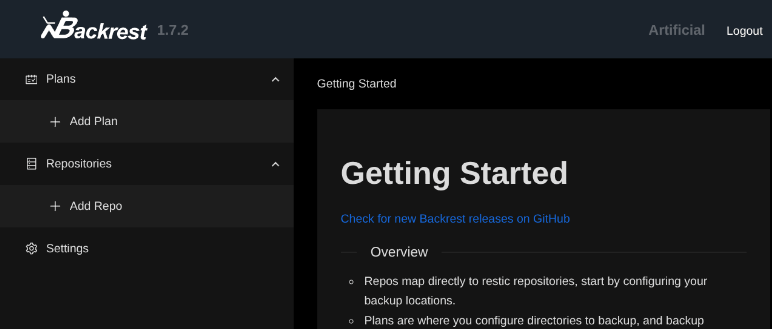 Backrest 1.7.2 Artificial Logout
Plans
Add Plan
Repositories
Add Repo
Settings
Getting Started
Getting Started
Check for new Backrest releases on GitHub
Overview
Repos map directly to restic repositories, start by configuring your
backup locations.
Plans are where you configure directories to backup, and backup